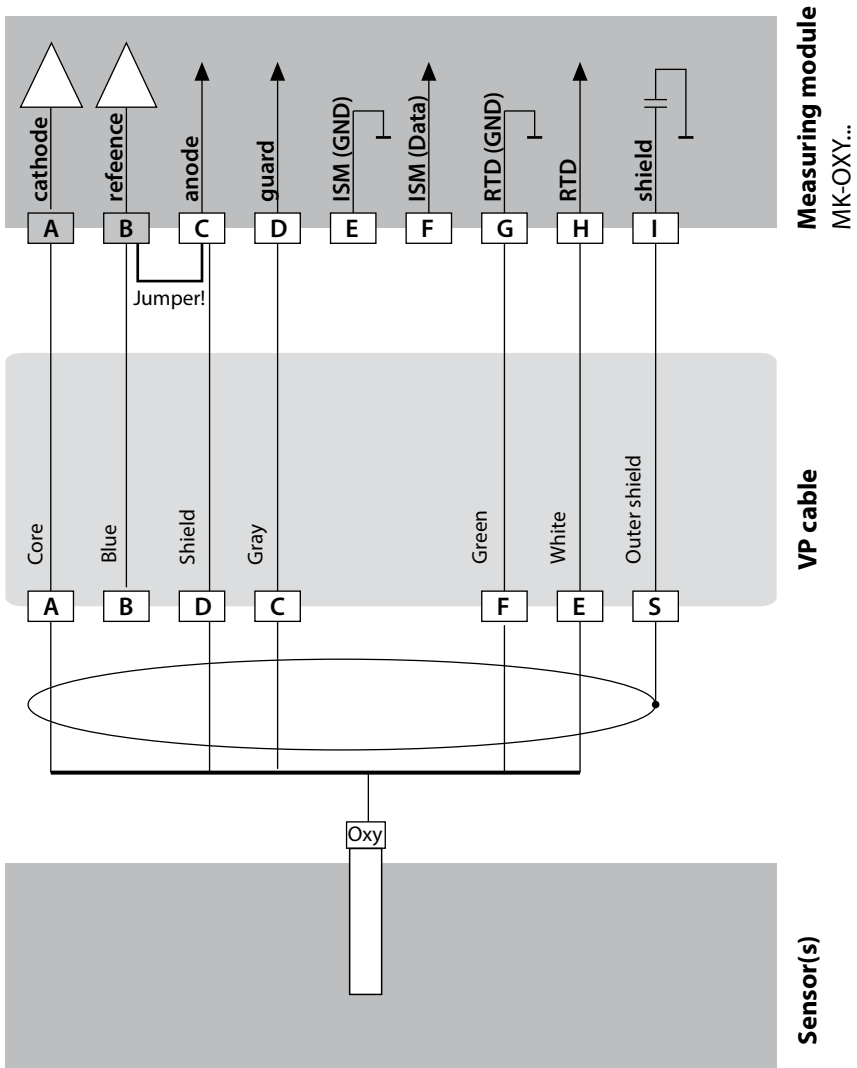 cathode
refeence
anode
guard
ISM (GND)
ISM (Data)
RTD (GND)
RTD
shield
Measuring module
MK-OXY...
A
B
C
D
E
F
G
H
I
Jumper!
Core
Blue
Shield
Gray
Green
White
Outer shield
VP cable
A
B
D
C
F
E
S
Oxy
Sensor(s)